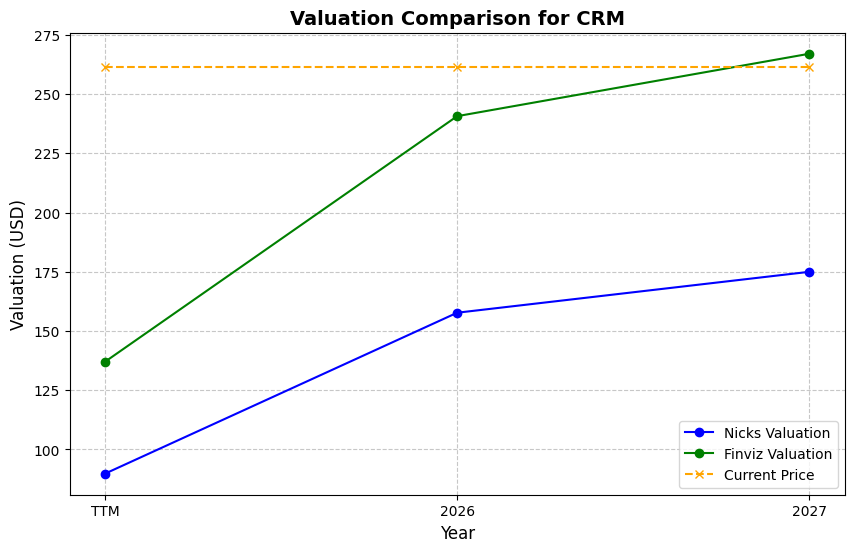 Valuation Comparison for CRM
Valuation (USD)
275
250
225
200
175
150
125
100
TTM
2026
2027
Year
Nicks Valuation
Finviz Valuation
Current Price